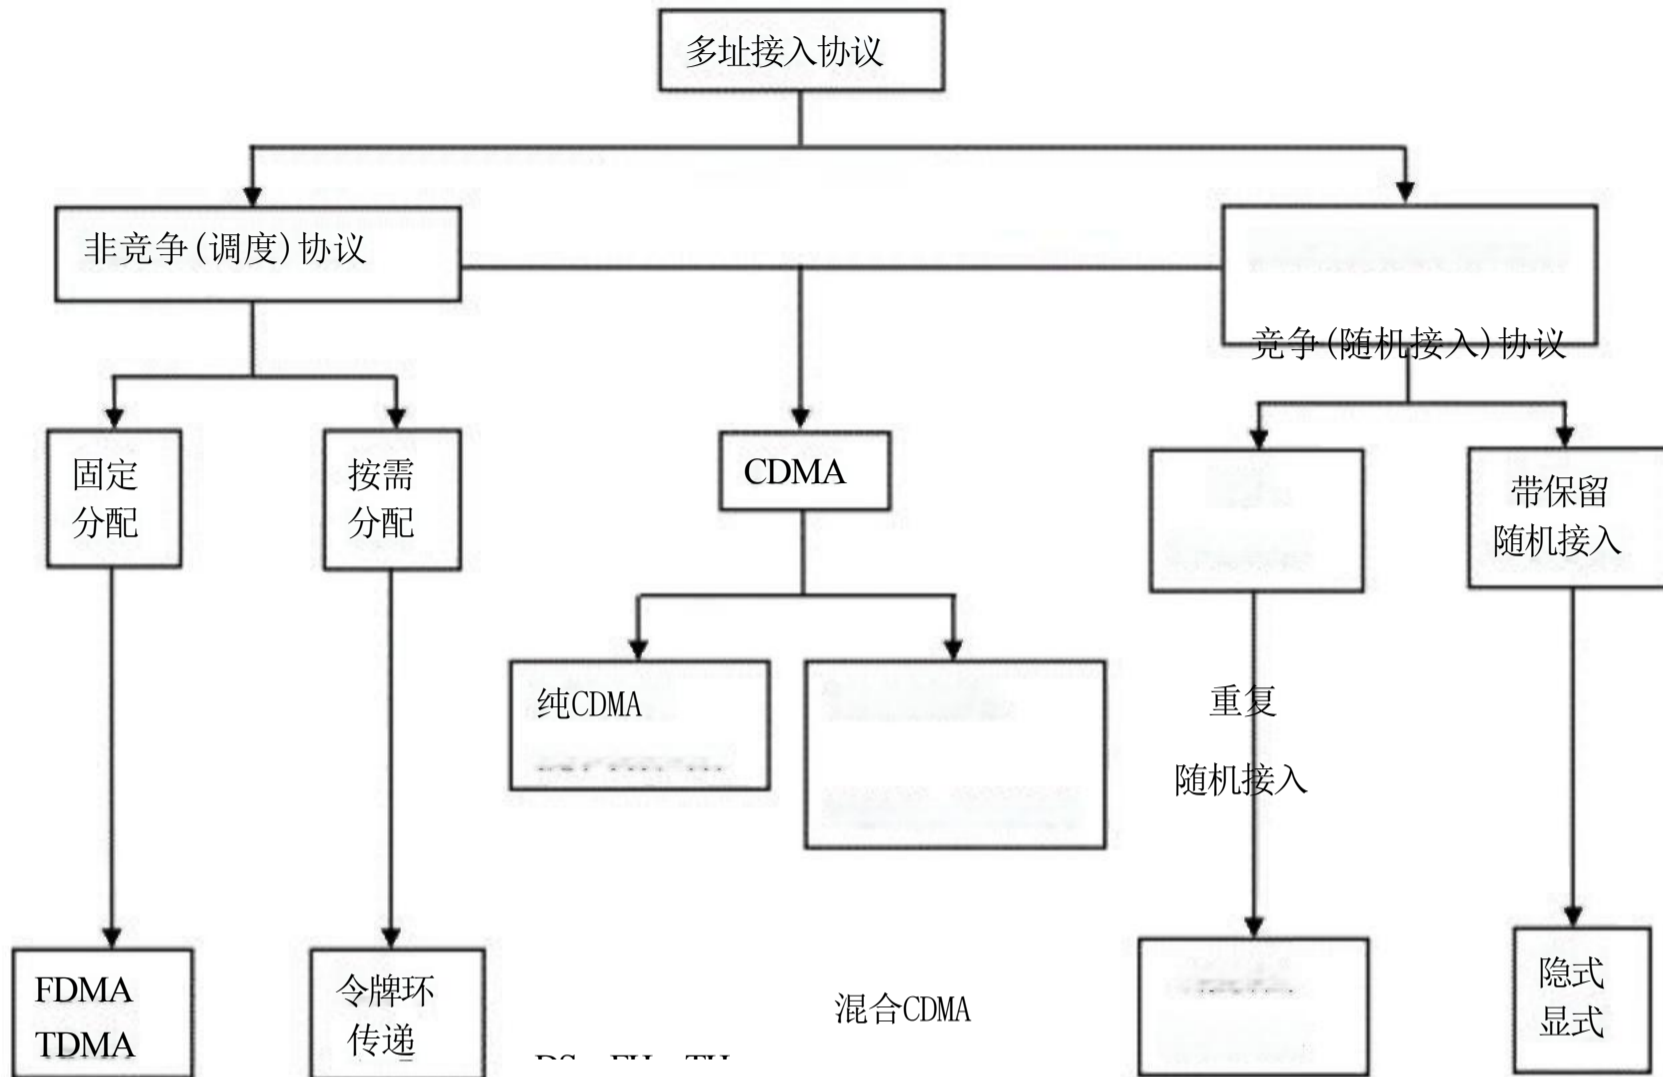 多址接入协议
非竞争(调度)协议
竞争(随机接入)协议
固定
分配
按需
分配
CDMA
带保留
随机接入
纯CDMA
重复
随机接入
FDMA
TDMA
令牌环
传递
混合CDMA
隐式
显式